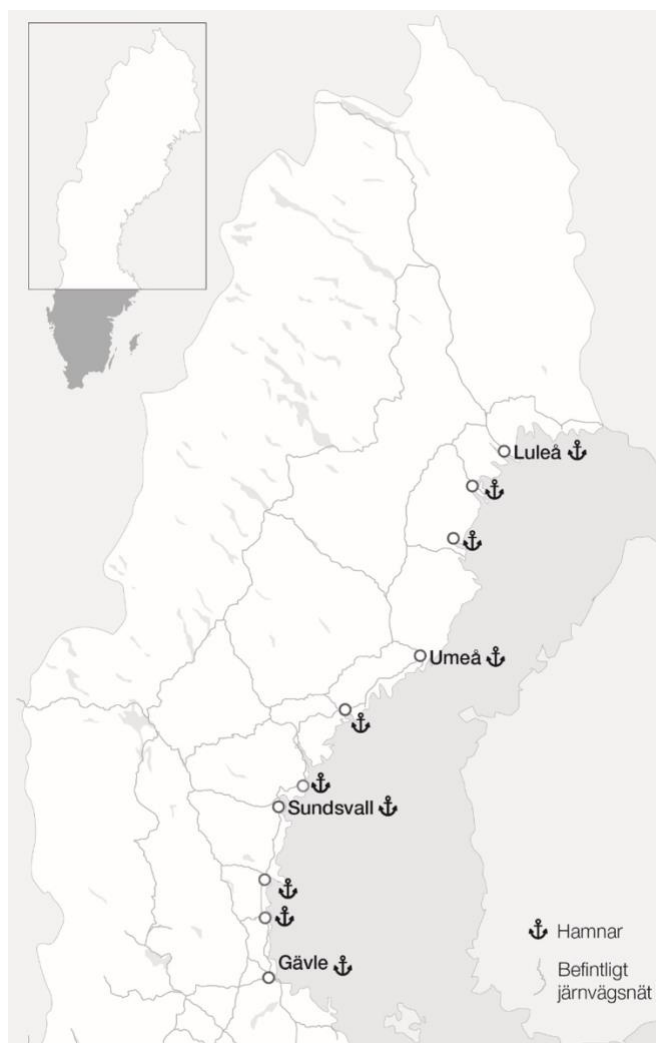 Luleå
Umeå
Sundsvall
Gävle
Hamnar
Befintligt
järnvägsnät